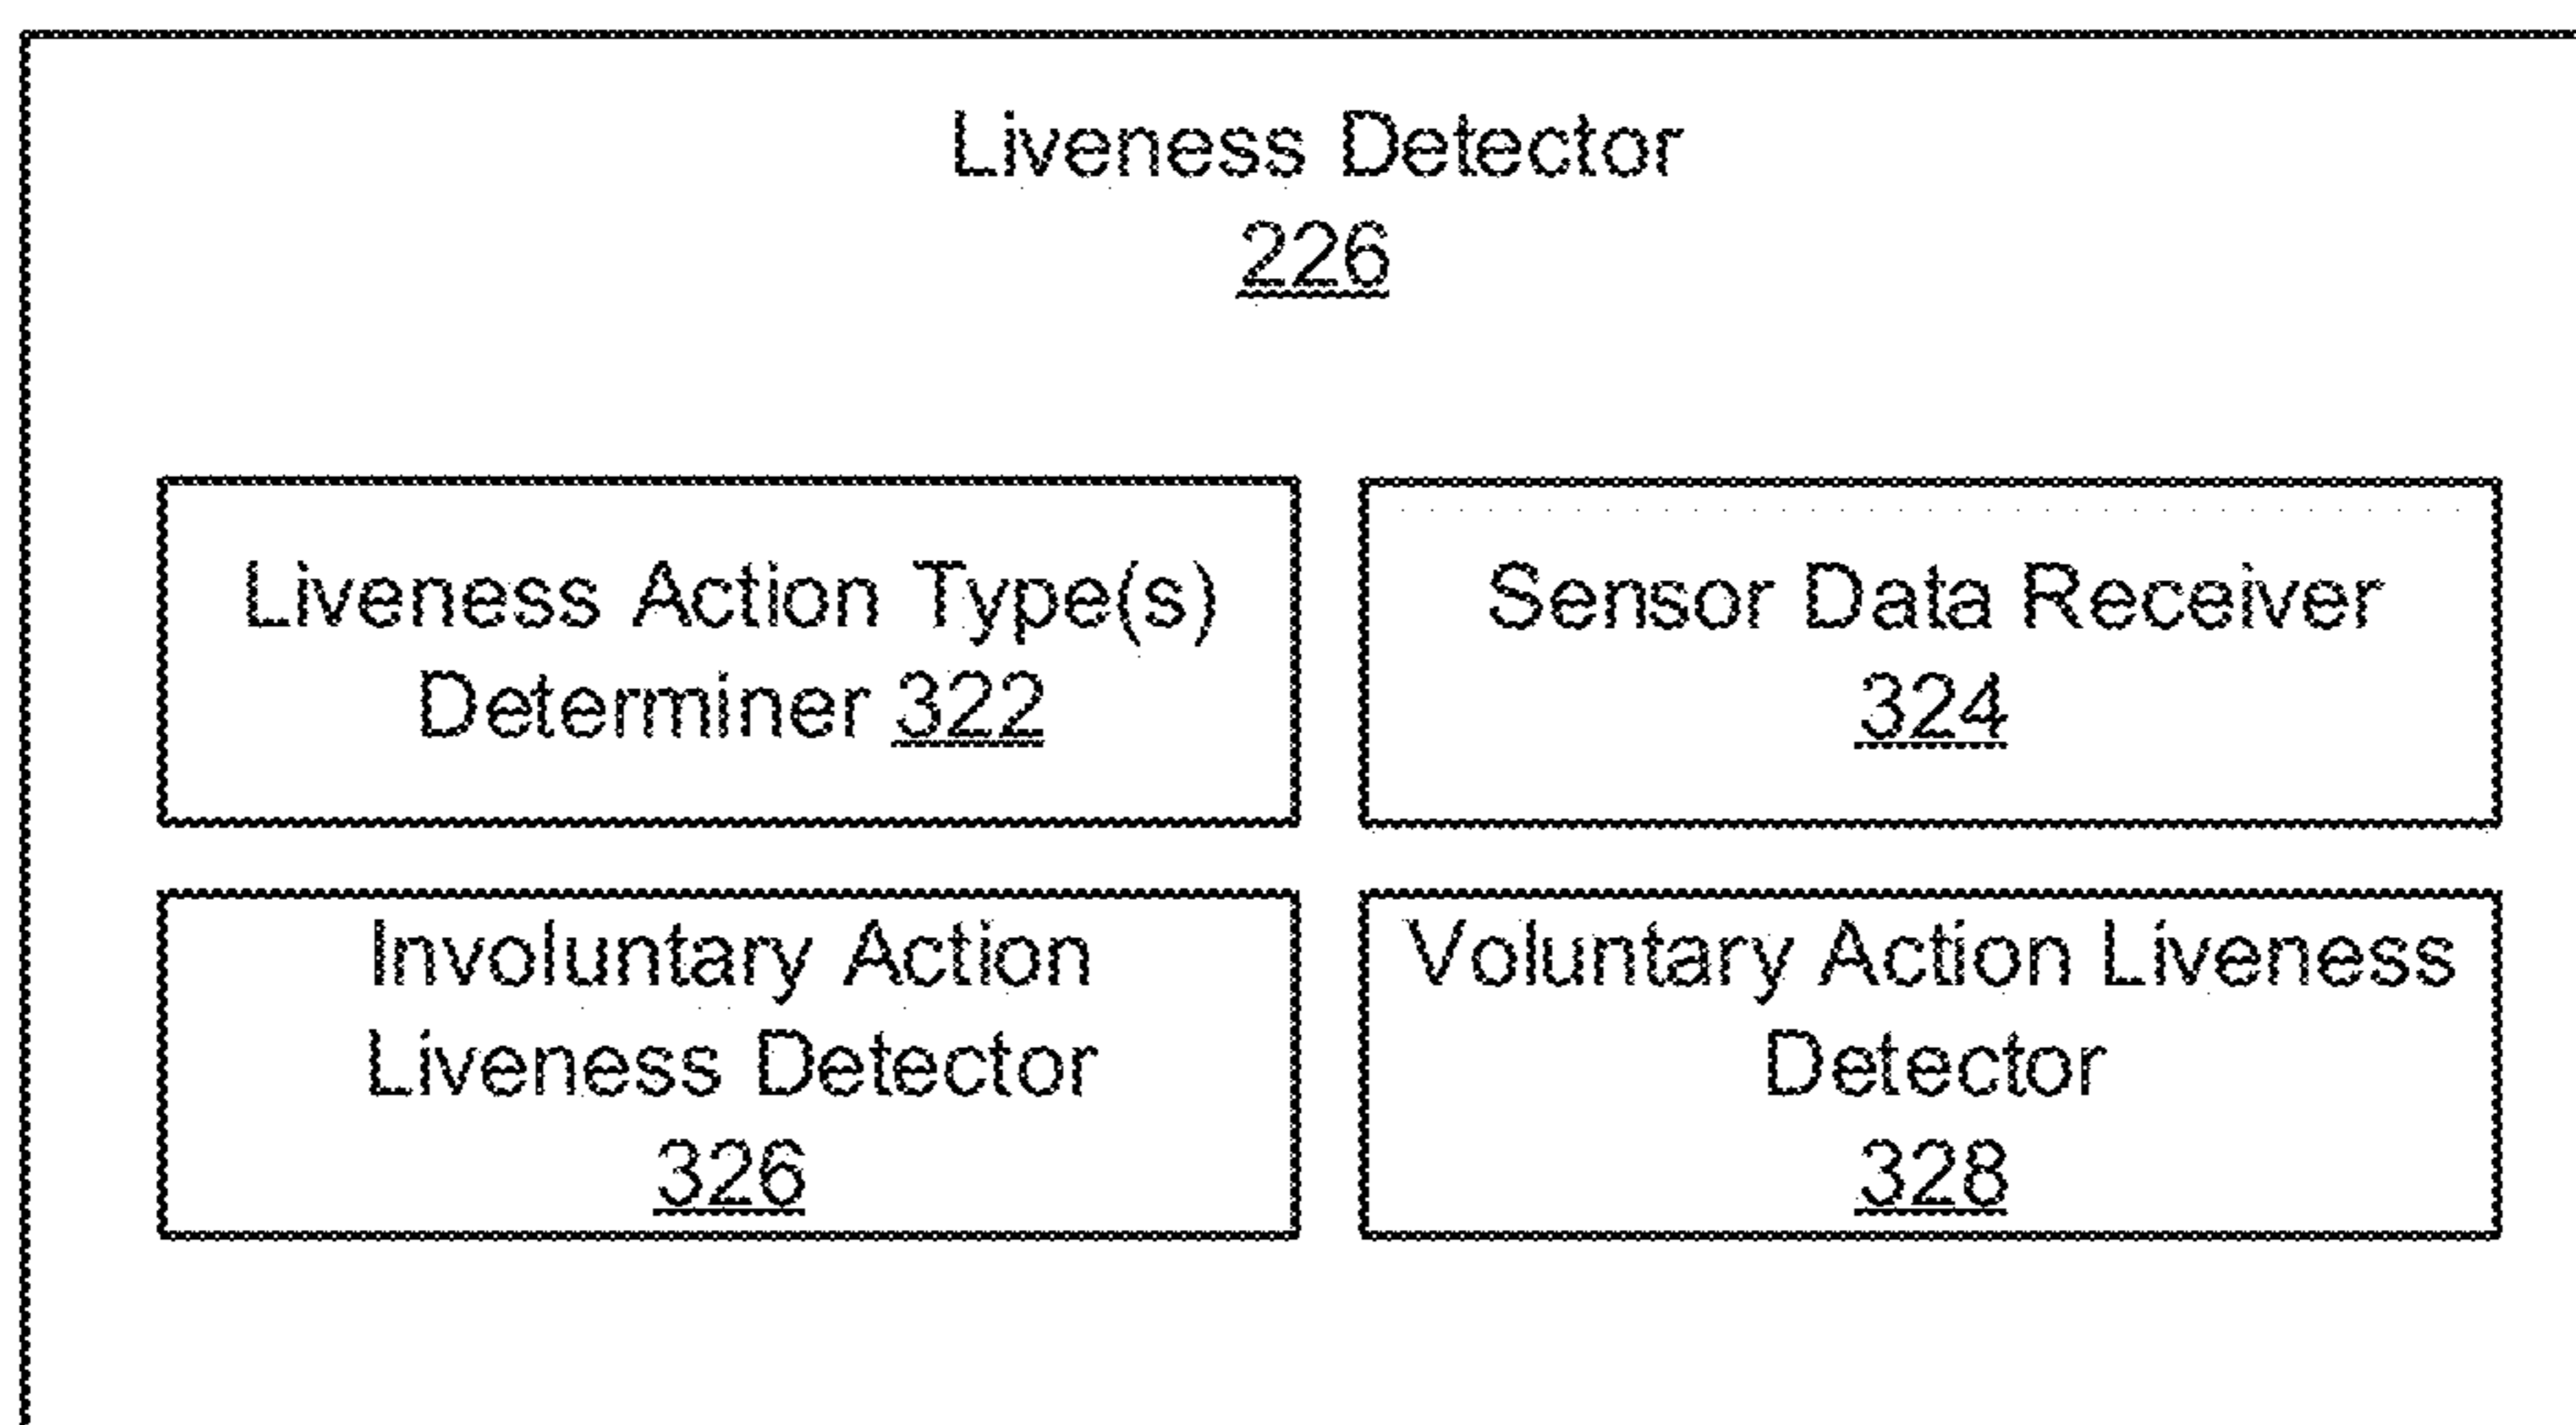 Liveness Detector
226
Liveness Action Type(s)
Determiner 322
Sensor Data Receiver
324
Involuntary Action
Liveness Detector
326
Voluntary Action Liveness
Detector
328